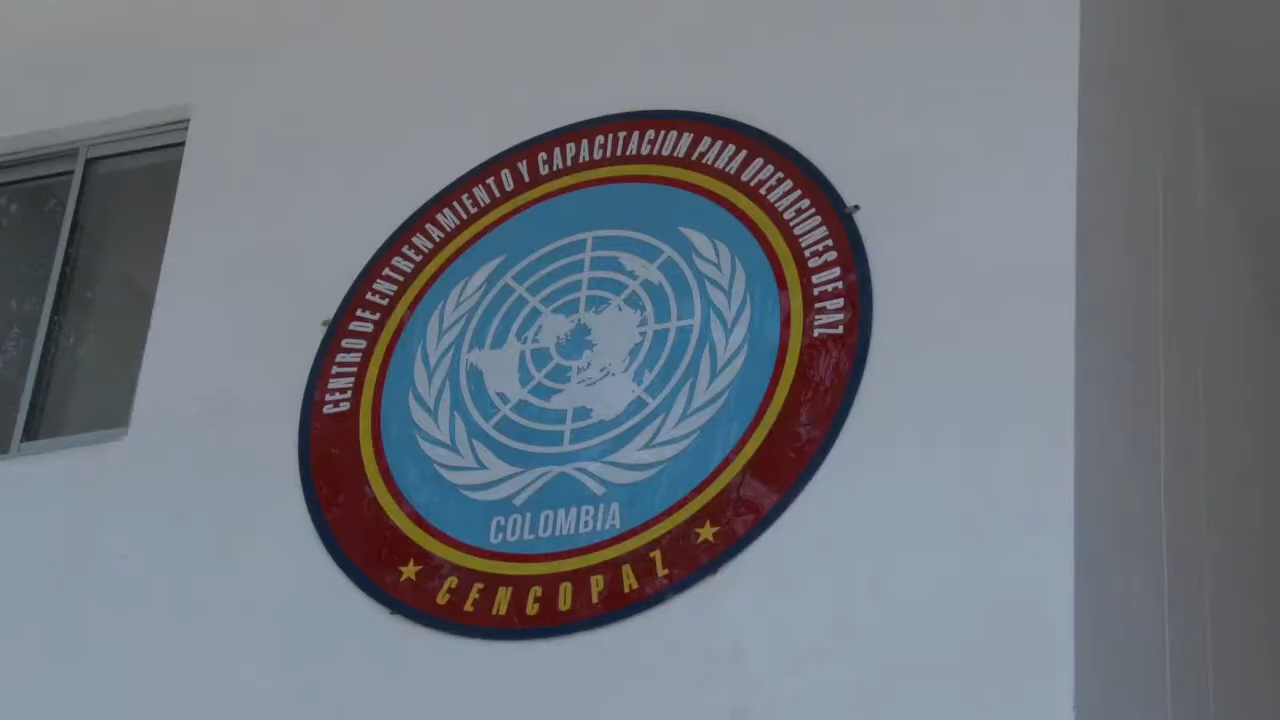 CENTRO DE ENTRENAMIENTO Y CAPACITACION PARA OPERACIONES DE PAZ
COLOMBIA
CENCOPAZ